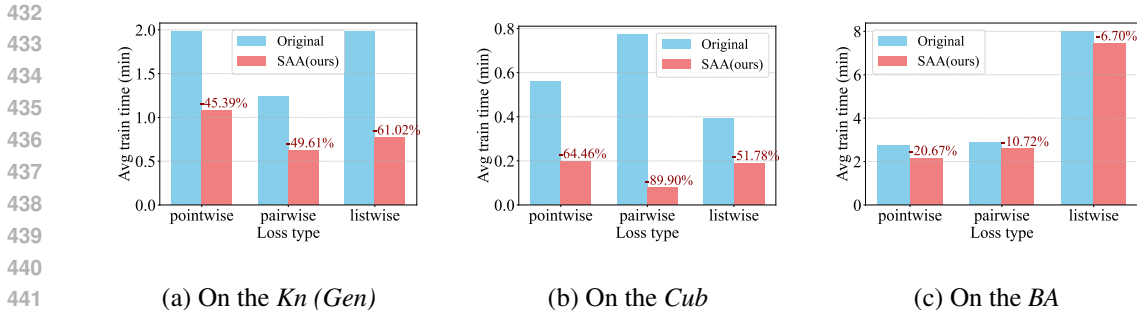 432
433
434
435
436
437
438
439
440
441
Avg train time (min)
2.0
1.5
1.0
0.5
0.0
Original
SAA(ours)
-45.39%
-49.61%
-61.02%
pointwise pairwise listwise
Loss type
(a) On the Kn (Gen)
Avg train time (min)
0.8
0.6
0.4
0.2
0.0
Original
SAA(ours)
-64.46%
-89.90%
-51.78%
pointwise pairwise listwise
Loss type
(b) On the Cub
Avg train time (min)
8
6
4
2
0
Original
SAA(ours)
-20.67%
-10.72%
-6.70%
pointwise pairwise listwise
Loss type
(c) On the BA